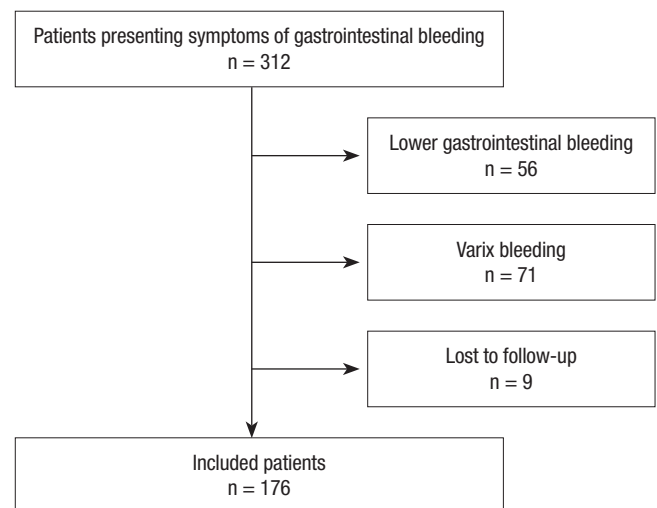 Patients presenting symptoms of gastrointestinal bleeding
n = 312
Lower gastrointestinal bleeding
n = 56
Varix bleeding
n = 71
Lost to follow-up
n = 9
Included patients
n = 176